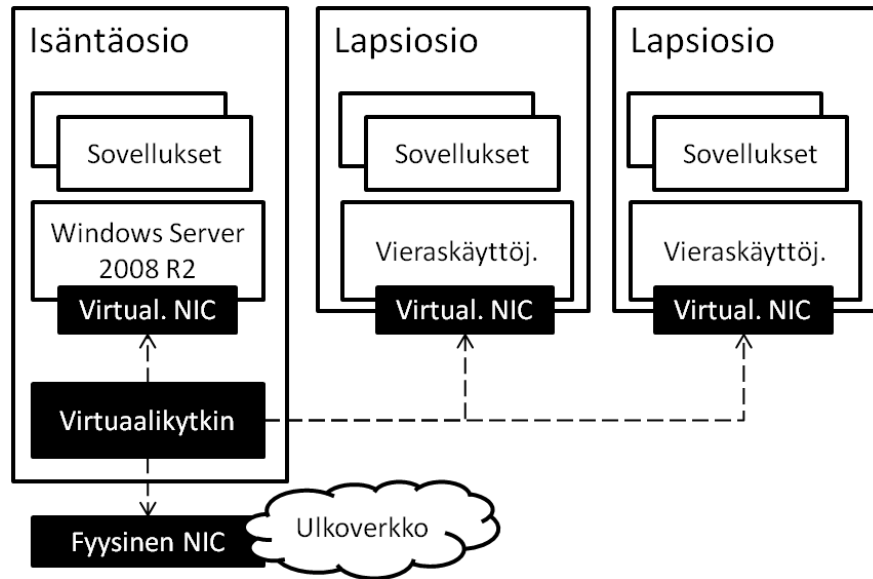 Isäntäosio
Sovellukset
Windows Server
2008 R2
Virtual. NIC
Virtuaalikytkin
Fyysinen NIC
Ulkoverkko
Lapsiosio
Sovellukset
Vieraskäyttöj.
Virtual. NIC
Lapsiosio
Sovellukset
Vieraskäyttöj.
Virtual. NIC